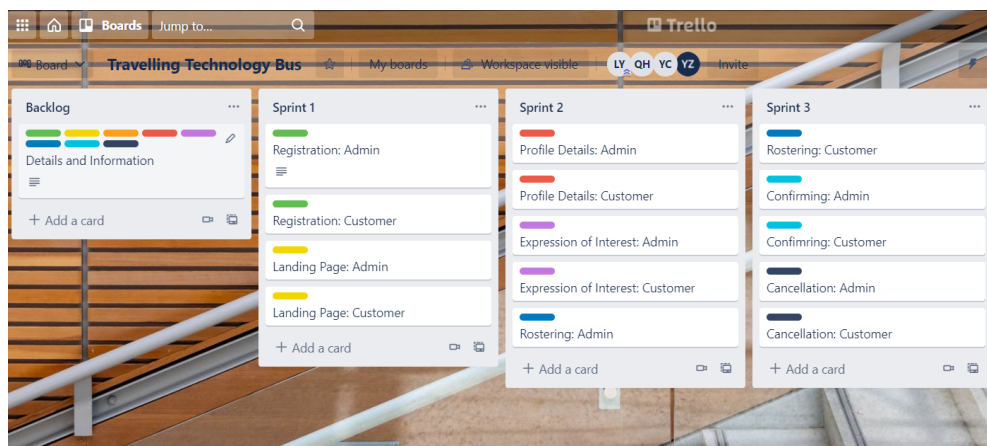 Boards Jump to... Trello
Board Travelling Technology Bus My boards Workspace visible LY QH YC YZ Invite
Backlog ...
Details and Information
+ Add a card
Sprint 1 ...
Registration: Admin
Registration: Customer
Landing Page: Admin
Landing Page: Customer
+ Add a card
Sprint 2 ...
Profile Details: Admin
Profile Details: Customer
Expression of Interest: Admin
Expression of Interest: Customer
Rostering: Admin
+ Add a card
Sprint 3 ...
Rostering: Customer
Confirming: Admin
Confimring: Customer
Cancellation: Admin
Cancellation: Customer
+ Add a card